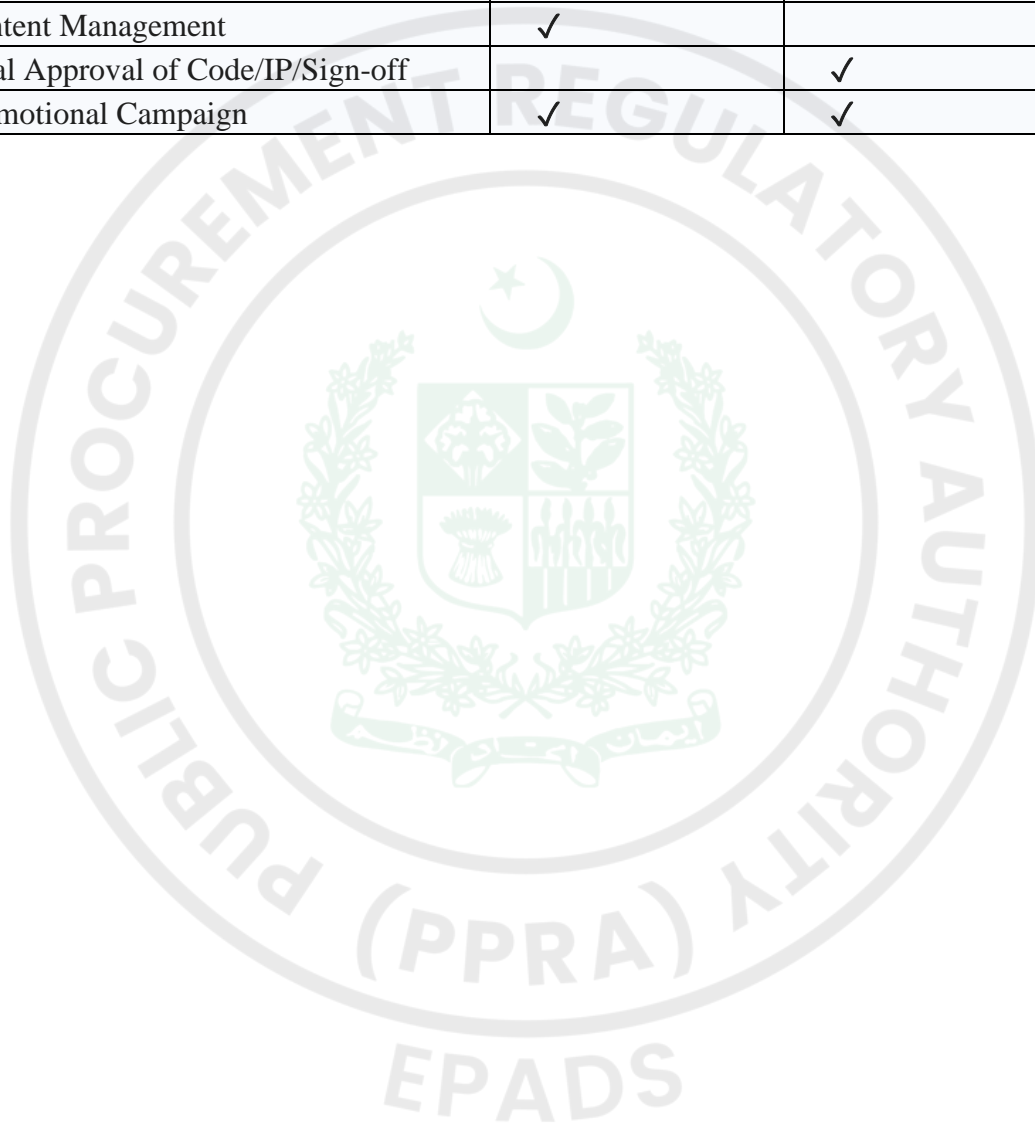 ntent Management ✓
al Approval of Code/IP/Sign-off ✓
motional Campaign ✓ ✓
PUBLIC PROCUREMENT REGULATORY AUTHORITY
(PPRA)
EPADS